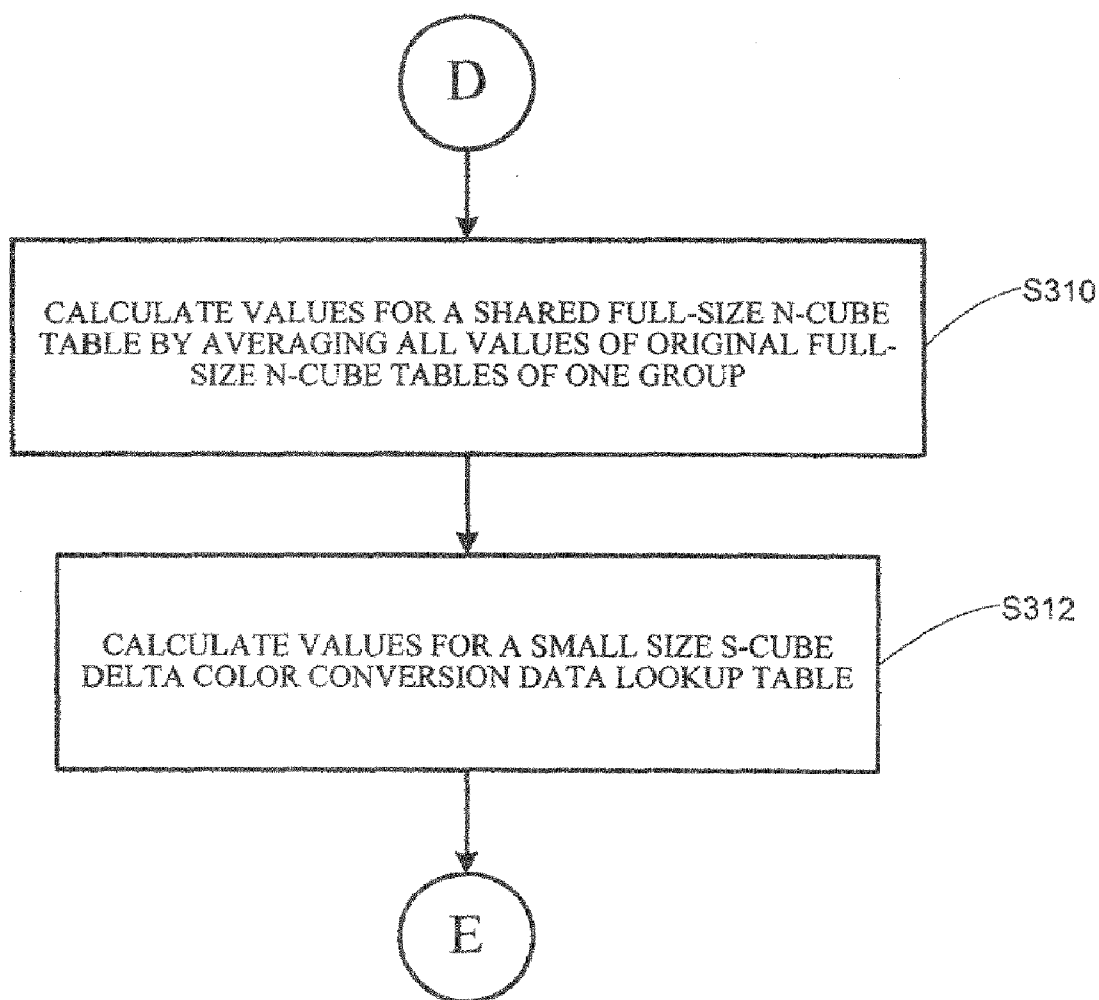 D
CALCULATE VALUES FOR A SHARED FULL-SIZE N-CUBE
TABLE BY AVERAGING ALL VALUES OF ORIGINAL FULL-
SIZE N-CUBE TABLES OF ONE GROUP
S310
CALCULATE VALUES FOR A SMALL SIZE S-CUBE
DELTA COLOR CONVERSION DATA LOOKUP TABLE
S312
E